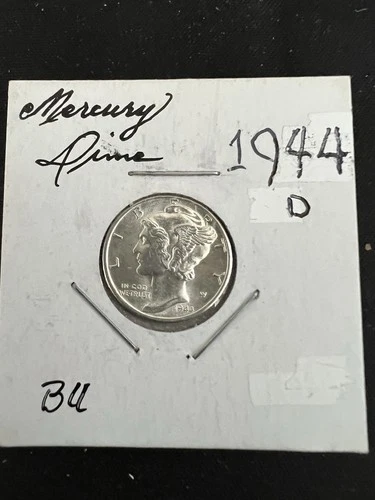 Mercury
Dime
1944
D
LIBERTY
IN GOD
WE TRUST
BU